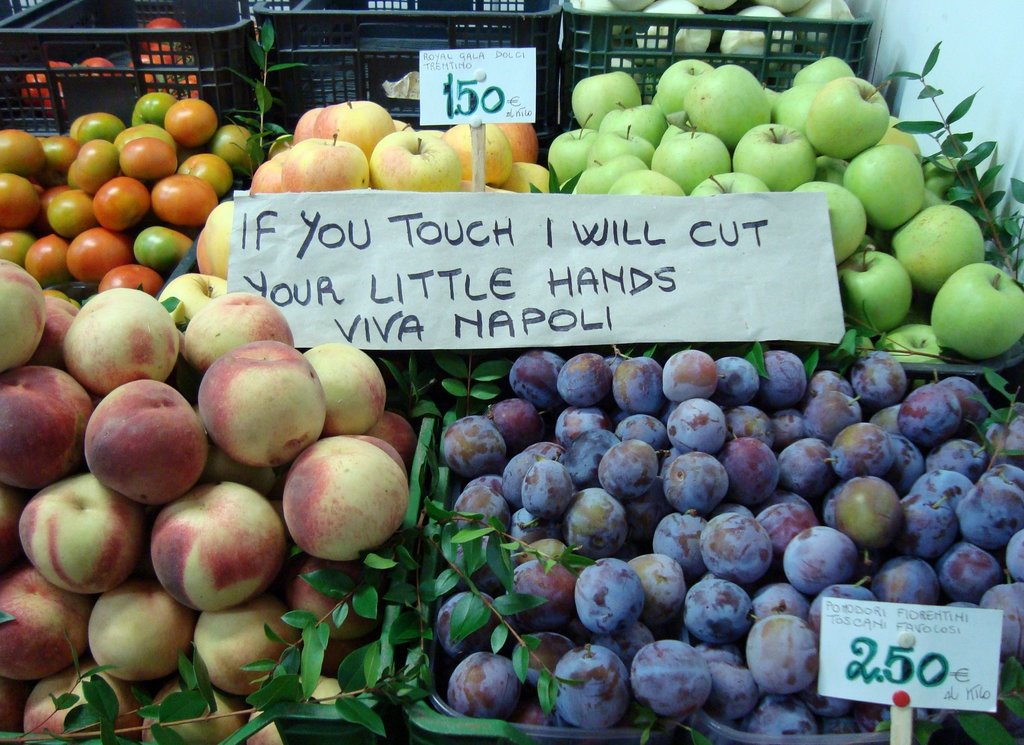 ROYAL GALA DOLCI
TRENTINO
1.50 €
al KILO
IF YOU TOUCH I WILL CUT
YOUR LITTLE HANDS
VIVA NAPOLI
POMODORI FIORENTINI
TOSCANI FAVOLOSI
2.50 €
al KILO